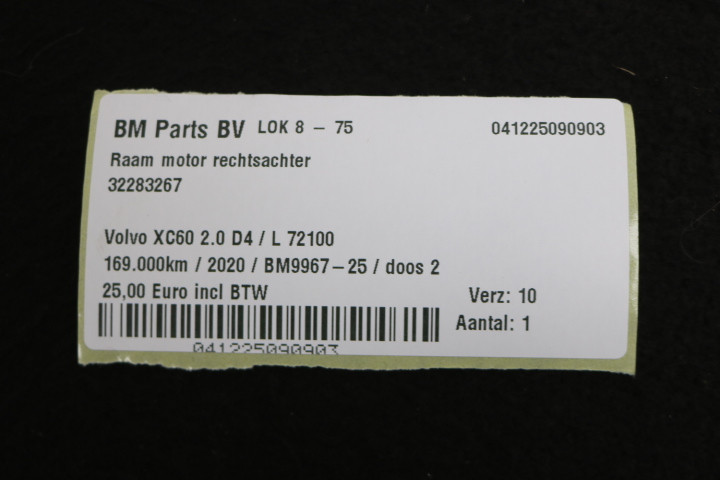 BM Parts BV LOK 8 - 75 041225090903
Raam motor rechtsachter
32283267
Volvo XC60 2.0 D4 / L 72100
169.000km / 2020 / BM9967-25 / doos 2
25,00 Euro incl BTW Verz: 10
Aantal: 1
041225090903